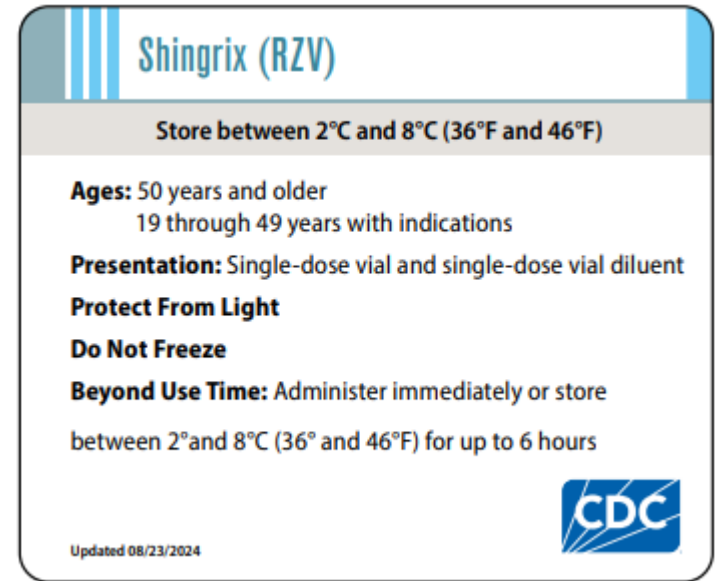 Shingrix (RZV)
Store between 2°C and 8°C (36°F and 46°F)
Ages: 50 years and older
19 through 49 years with indications
Presentation: Single-dose vial and single-dose vial diluent
Protect From Light
Do Not Freeze
Beyond Use Time: Administer immediately or store
between 2°and 8°C (36° and 46°F) for up to 6 hours
CDC
Updated 08/23/2024